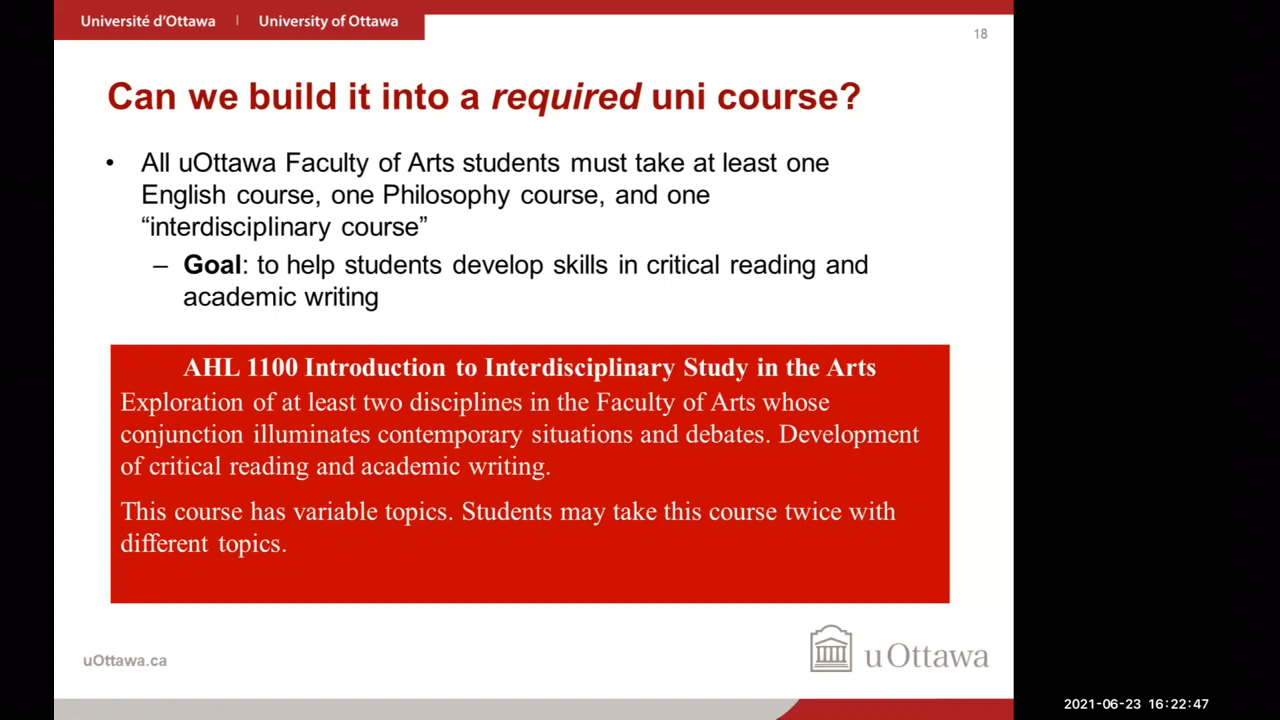 Université d'Ottawa | University of Ottawa
18
Can we build it into a required uni course?
• All uOttawa Faculty of Arts students must take at least one
English course, one Philosophy course, and one
“interdisciplinary course”
– Goal: to help students develop skills in critical reading and
academic writing
AHL 1100 Introduction to Interdisciplinary Study in the Arts
Exploration of at least two disciplines in the Faculty of Arts whose
conjunction illuminates contemporary situations and debates. Development
of critical reading and academic writing.
This course has variable topics. Students may take this course twice with
different topics.
uOttawa.ca
uOttawa
2021-06-23 16:22:47